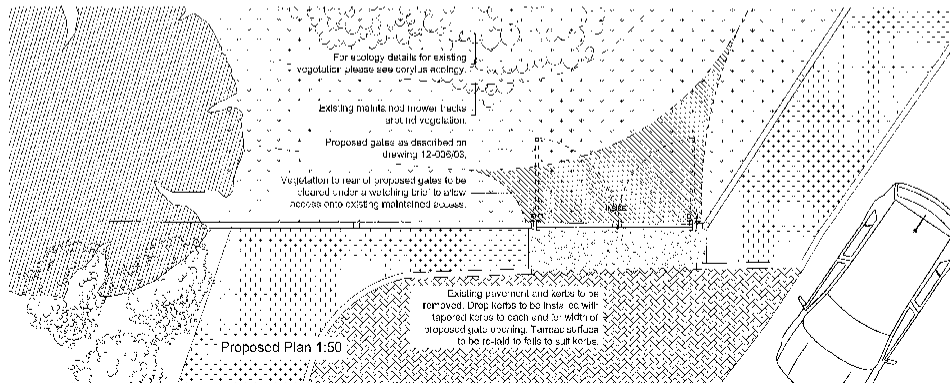 For ecology details for existing
vegetation please see corylus ecology.
Existing maintained mower tracks
around vegetation.
Proposed gates as described on
drawing 12-006/03.
Vegetation to rear of proposed gates to be
cleared under a watching brief to allow
access onto existing maintained access.
Existing pavement and kerbs to be
removed. Drop kerbs to be installed with
tapered kerbs to each end for width of
proposed gate opening. Tarmac surface
to be re-laid to falls to suit kerbs.
Proposed Plan 1:50